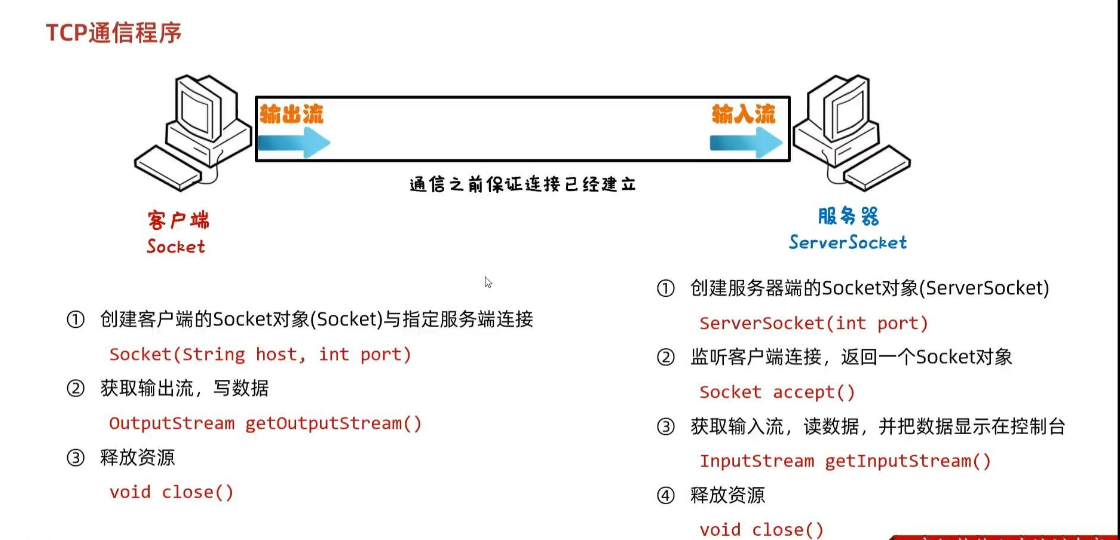 TCP通信程序
输出流
输入流
通信之前保证连接已经建立
客户端
Socket
服务器
ServerSocket
① 创建客户端的Socket对象(Socket)与指定服务端连接
Socket(String host, int port)
② 获取输出流，写数据
OutputStream getOutputStream()
③ 释放资源
void close()
① 创建服务器端的Socket对象(ServerSocket)
ServerSocket(int port)
② 监听客户端连接，返回一个Socket对象
Socket accept()
③ 获取输入流，读数据，并把数据显示在控制台
InputStream getInputStream()
④ 释放资源
void close()